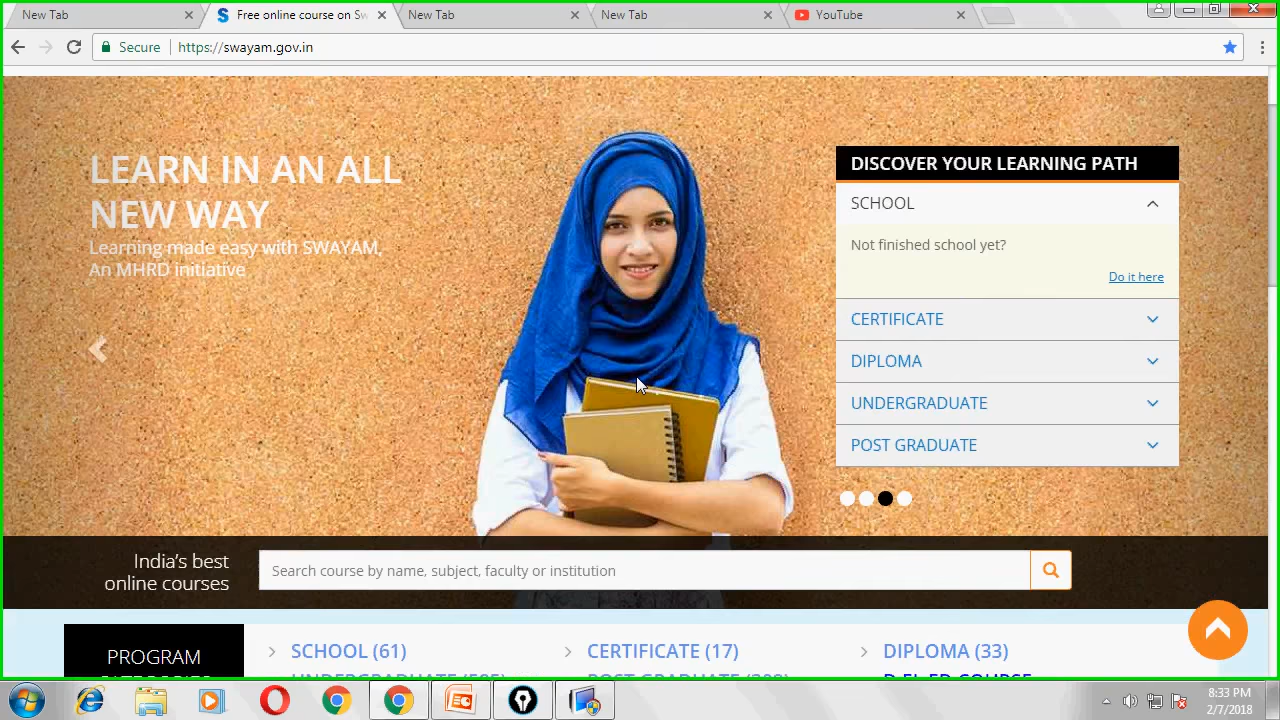 New Tab
Free online course on Sw
New Tab
New Tab
YouTube
Secure
https://swayam.gov.in
LEARN IN AN ALL
NEW WAY
Learning made easy with SWAYAM,
An MHRD initiative
DISCOVER YOUR LEARNING PATH
SCHOOL
Not finished school yet?
Do it here
CERTIFICATE
DIPLOMA
UNDERGRADUATE
POST GRADUATE
India's best
online courses
Search course by name, subject, faculty or institution
PROGRAM
SCHOOL (61)
CERTIFICATE (17)
DIPLOMA (33)
8:33 PM
2/7/2018